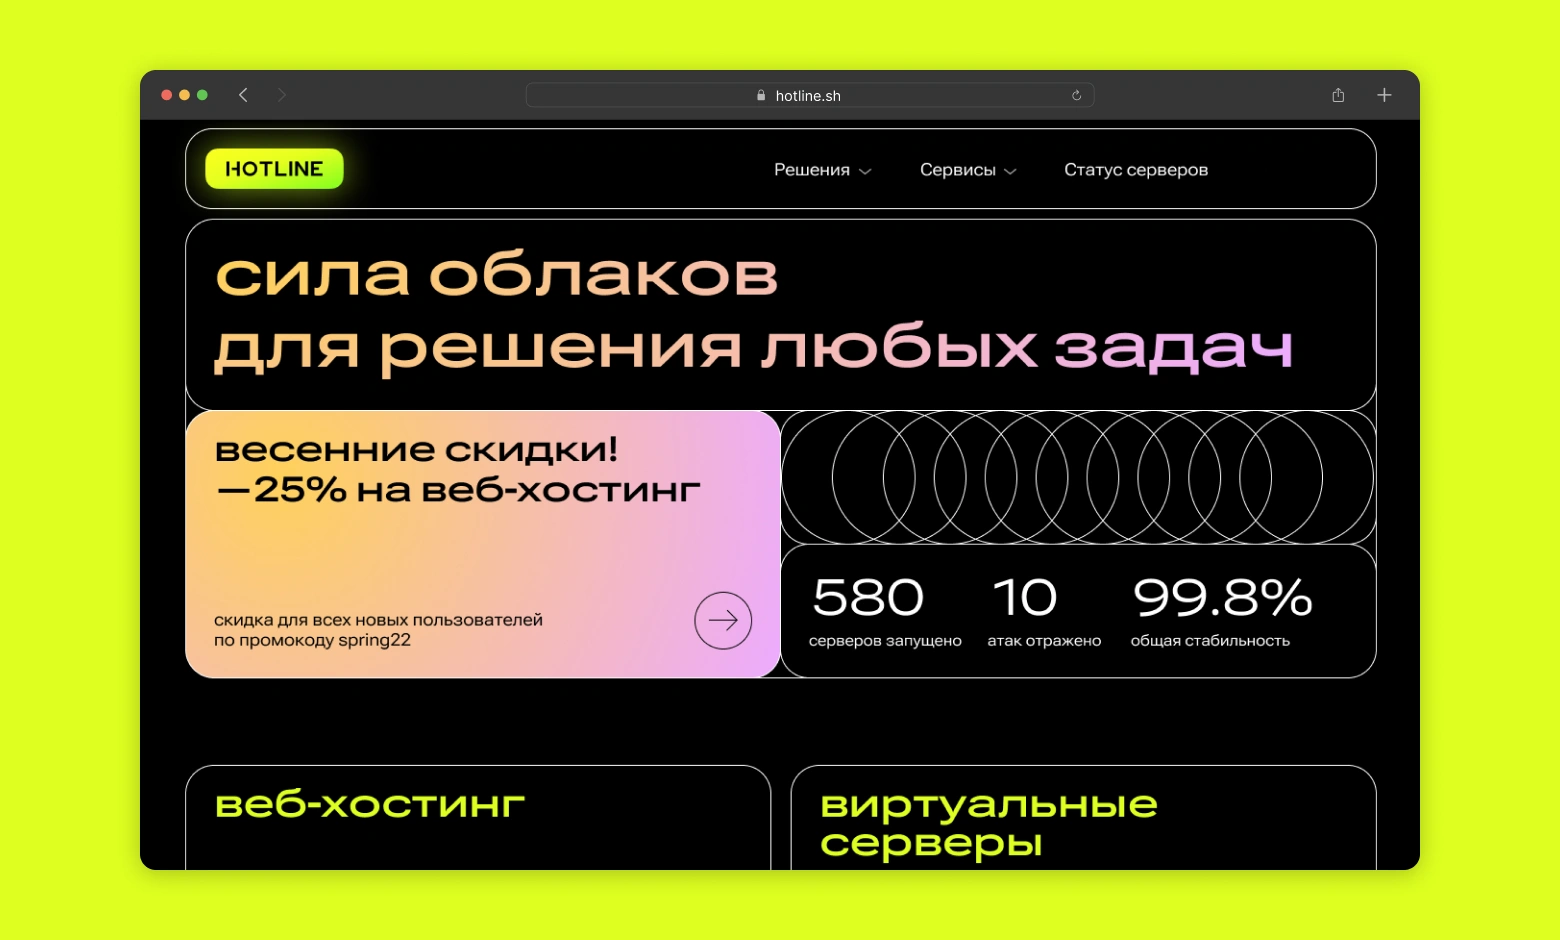 hotline.sh
HOTLINE
Решения
Сервисы
Статус серверов
сила облаков
для решения любых задач
весенние скидки!
—25% на веб-хостинг
скидка для всех новых пользователей
по промокоду spring22
580
серверов запущено
10
атак отражено
99.8%
общая стабильность
веб-хостинг
виртуальные
серверы